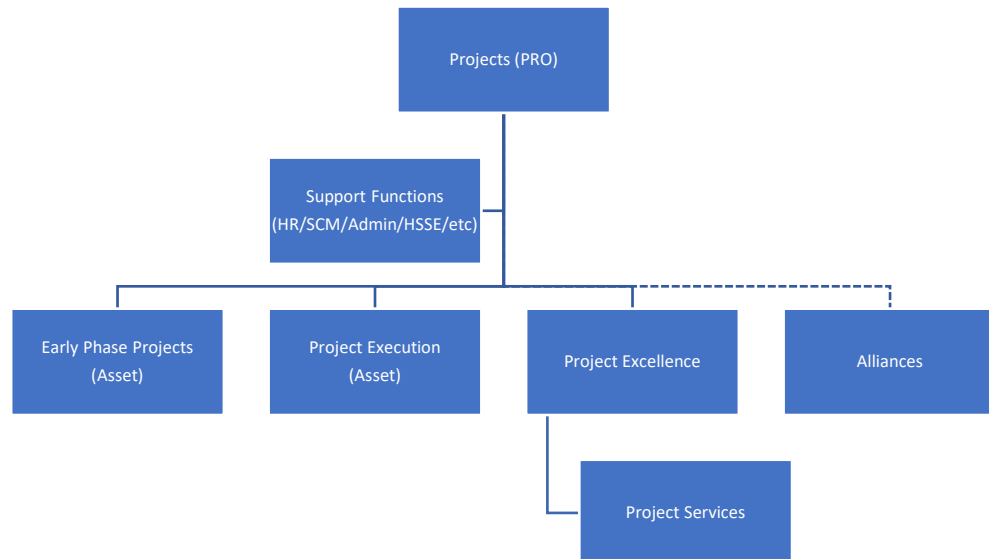 Projects (PRO)
Support Functions
(HR/SCM/Admin/HSSE/etc)
Early Phase Projects
(Asset)
Project Execution
(Asset)
Project Excellence
Alliances
Project Services